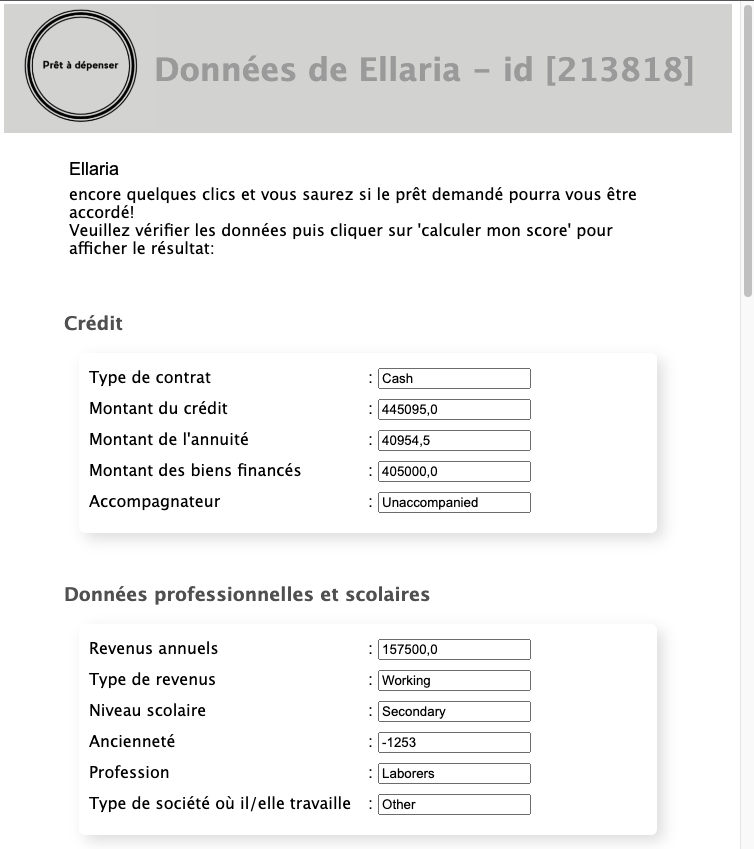 Prêt à dépenser
Données de Ellaria - id [213818]
Ellaria
encore quelques clics et vous saurez si le prêt demandé pourra vous être
accordé!
Veuillez vérifier les données puis cliquer sur 'calculer mon score' pour
afficher le résultat:
Crédit
Type de contrat : Cash
Montant du crédit : 445095,0
Montant de l'annuité : 40954,5
Montant des biens financés : 405000,0
Accompagnateur : Unaccompanied
Données professionnelles et scolaires
Revenus annuels : 157500,0
Type de revenus : Working
Niveau scolaire : Secondary
Ancienneté : -1253
Profession : Laborers
Type de société où il/elle travaille : Other